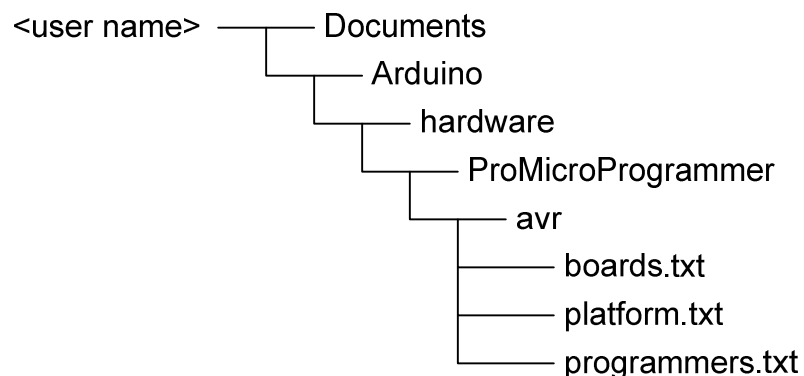 <user name> Documents
Arduino
hardware
ProMicroProgrammer
avr
boards.txt
platform.txt
programmers.txt